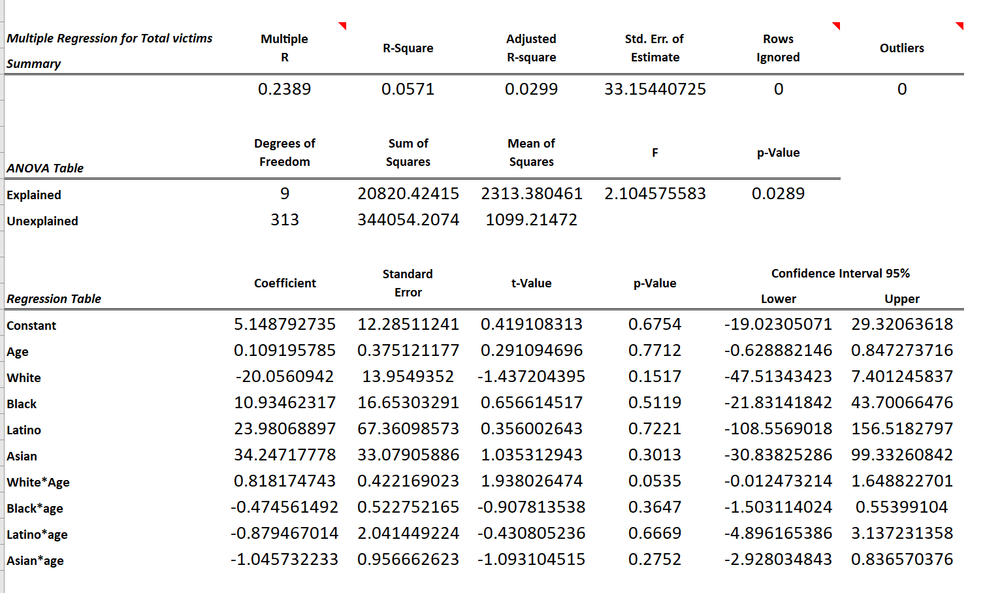 Multiple Regression for Total victims Multiple R-Square Adjusted Std. Err. of Rows Outliers
Summary R R-square Estimate Ignored
0.2389 0.0571 0.0299 33.15440725 0 0
Degrees of Sum of Mean of F p-Value
ANOVA Table Freedom Squares Squares
Explained 9 20820.42415 2313.380461 2.104575583 0.0289
Unexplained 313 344054.2074 1099.21472
Coefficient Standard t-Value p-Value Confidence Interval 95%
Regression Table Error Lower Upper
Constant 5.148792735 12.28511241 0.419108313 0.6754 -19.02305071 29.32063618
Age 0.109195785 0.375121177 0.291094696 0.7712 -0.628882146 0.847273716
White -20.0560942 13.9549352 -1.437204395 0.1517 -47.51343423 7.401245837
Black 10.93462317 16.65303291 0.656614517 0.5119 -21.83141842 43.70066476
Latino 23.98068897 67.36098573 0.356002643 0.7221 -108.5569018 156.5182797
Asian 34.24717778 33.07905886 1.035312943 0.3013 -30.83825286 99.33260842
White*Age 0.818174743 0.422169023 1.938026474 0.0535 -0.012473214 1.648822701
Black*age -0.474561492 0.522752165 -0.907813538 0.3647 -1.503114024 0.55399104
Latino*age -0.879467014 2.041449224 -0.430805236 0.6669 -4.896165386 3.137231358
Asian*age -1.045732233 0.956662623 -1.093104515 0.2752 -2.928034843 0.836570376